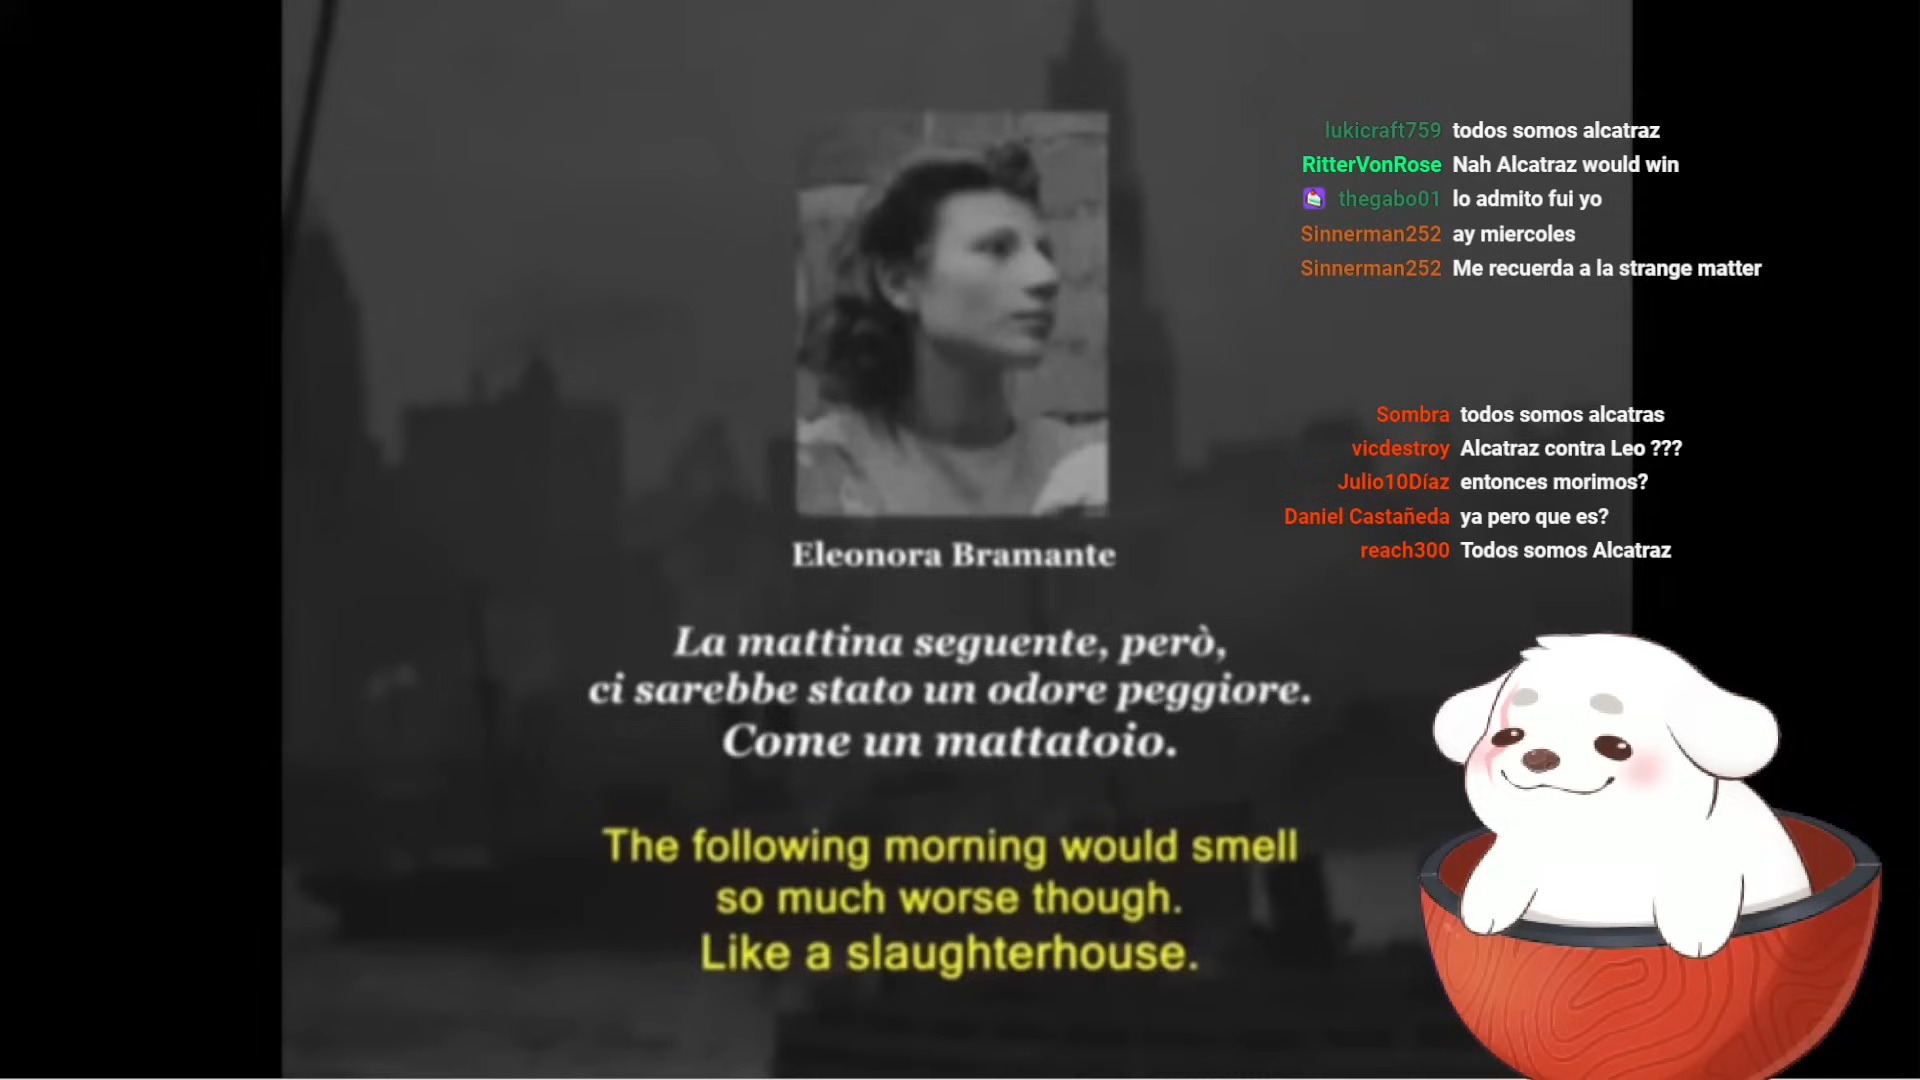 lukicraft759 todos somos alcatraz
RitterVonRose Nah Alcatraz would win
thegabo01 lo admito fui yo
Sinnerman252 ay miercoles
Sinnerman252 Me recuerda a la strange matter
Sombra todos somos alcatras
vicdestroy Alcatraz contra Leo ???
Julio10Díaz entonces morimos?
Daniel Castañeda ya pero que es?
reach300 Todos somos Alcatraz
Eleonora Bramante
La mattina seguente, però,
ci sarebbe stato un odore peggiore.
Come un mattatoio.
The following morning would smell
so much worse though.
Like a slaughterhouse.